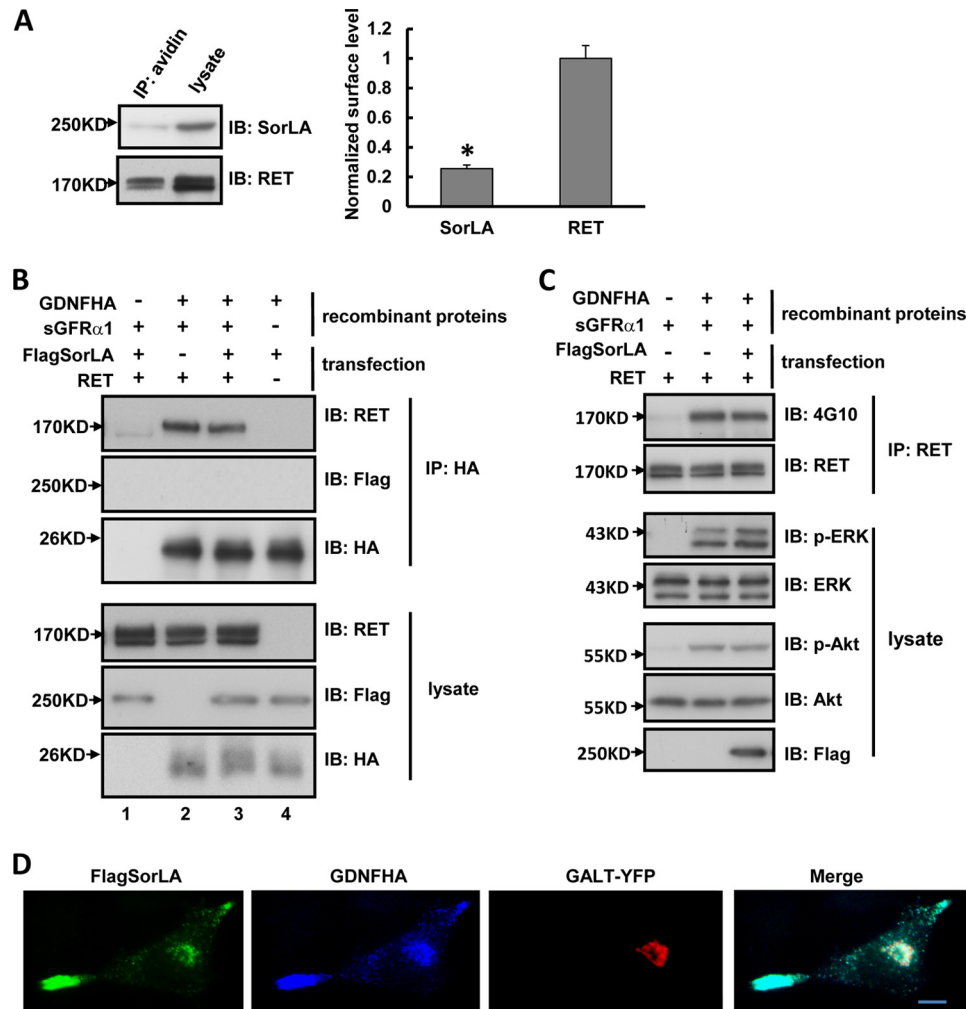 A
IP: avidin
lysate
250KD
IB: SorLA
170KD
IB: RET
Normalized surface level
1.2
1
0.8
0.6
0.4
0.2
0
*
SorLA
RET
B
GDNFHA - + + +
sGFRα1 + + + -
recombinant proteins
FlagSorLA + - + +
RET + + + -
transfection
170KD
IB: RET
250KD
IB: Flag
26KD
IB: HA
IP: HA
170KD
IB: RET
250KD
IB: Flag
26KD
IB: HA
lysate
1 2 3 4
C
GDNFHA - + +
sGFRα1 + + +
recombinant proteins
FlagSorLA - - +
RET + + +
transfection
170KD
IB: 4G10
170KD
IB: RET
IP: RET
43KD
IB: p-ERK
43KD
IB: ERK
55KD
IB: p-Akt
55KD
IB: Akt
250KD
IB: Flag
lysate
D
FlagSorLA
GDNFHA
GALT-YFP
Merge